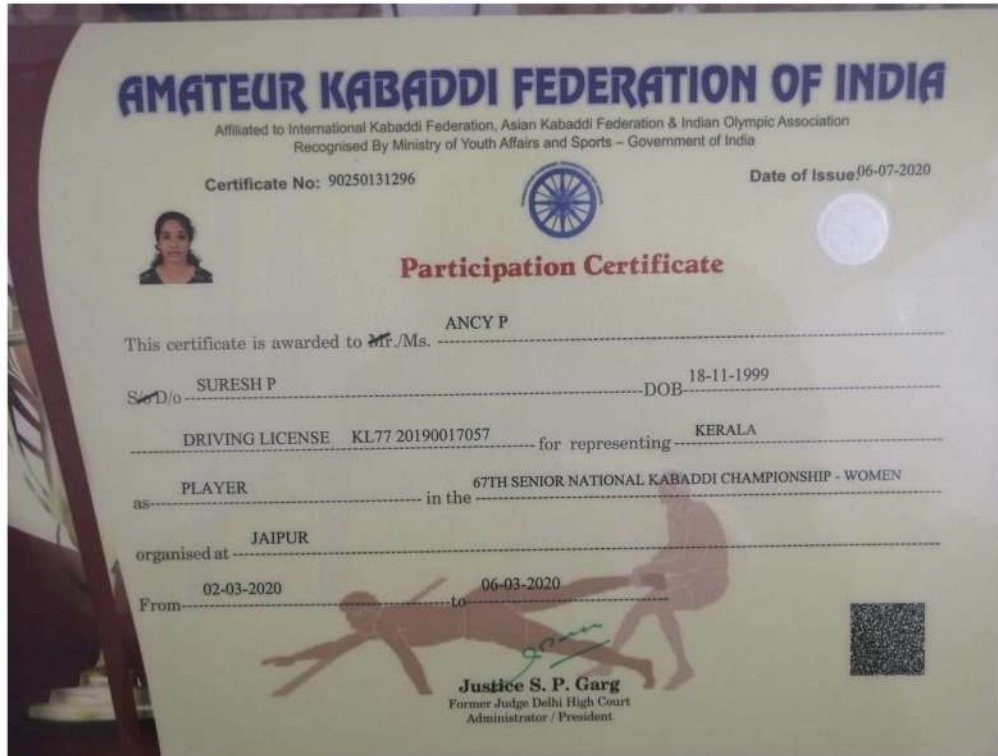 AMATEUR KABADDI FEDERATION OF INDIA
Affiliated to International Kabaddi Federation, Asian Kabaddi Federation & Indian Olympic Association
Recognised By Ministry of Youth Affairs and Sports – Government of India
Certificate No: 90250131296
Date of Issue: 06-07-2020
Participation Certificate
This certificate is awarded to Mr./Ms. ANCY P
S/o D/o SURESH P DOB 18-11-1999
DRIVING LICENSE KL77 20190017057 for representing KERALA
as PLAYER in the 67TH SENIOR NATIONAL KABADDI CHAMPIONSHIP - WOMEN
organised at JAIPUR
From 02-03-2020 to 06-03-2020
Justice S. P. Garg
Former Judge Delhi High Court
Administrator / President